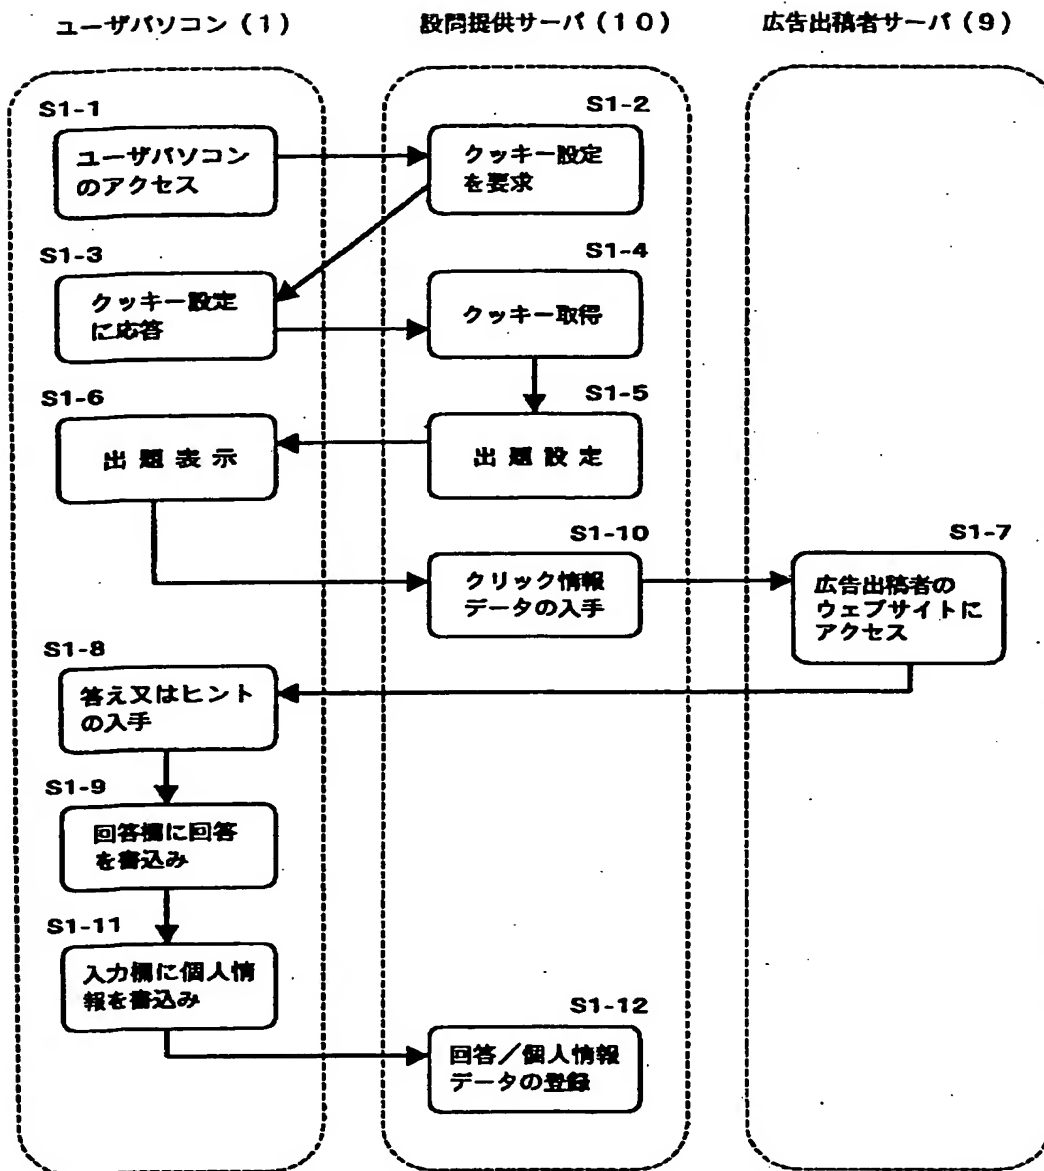 ユーザパソコン（1） 設問提供サーバ（10） 広告出稿者サーバ（9）
S1-1
ユーザパソコン
のアクセス
S1-2
クッキー設定
を要求
S1-3
クッキー設定
に応答
S1-4
クッキー取得
S1-5
出題設定
S1-6
出題表示
S1-10
クリック情報
データの入手
S1-7
広告出稿者の
ウェブサイトに
アクセス
S1-8
答え又はヒント
の入手
S1-9
回答欄に回答
を書込み
S1-11
入力欄に個人情
報を書込み
S1-12
回答／個人情報
データの登録